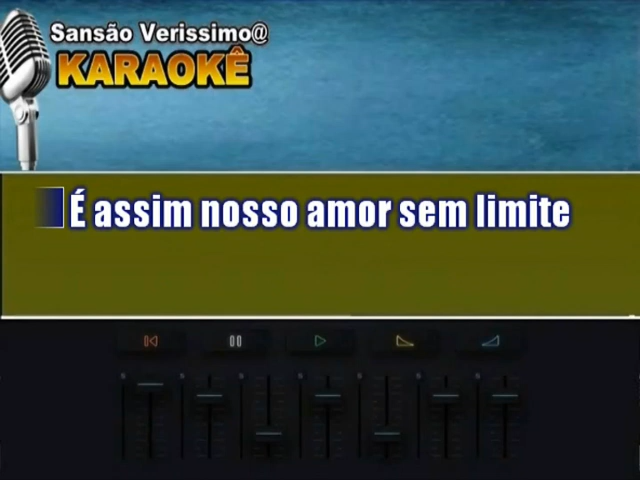 Sansão Verissimo@
KARAOKÊ
É assim nosso amor sem limite
S S S S S S S